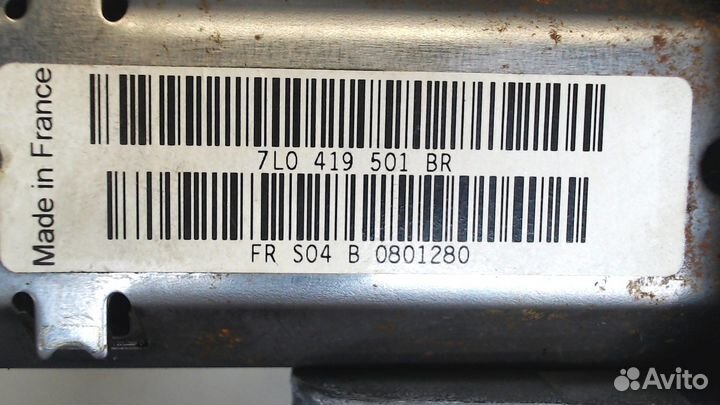 Made in France
7L0 419 501 BR
FR S04 B 0801280
Avito